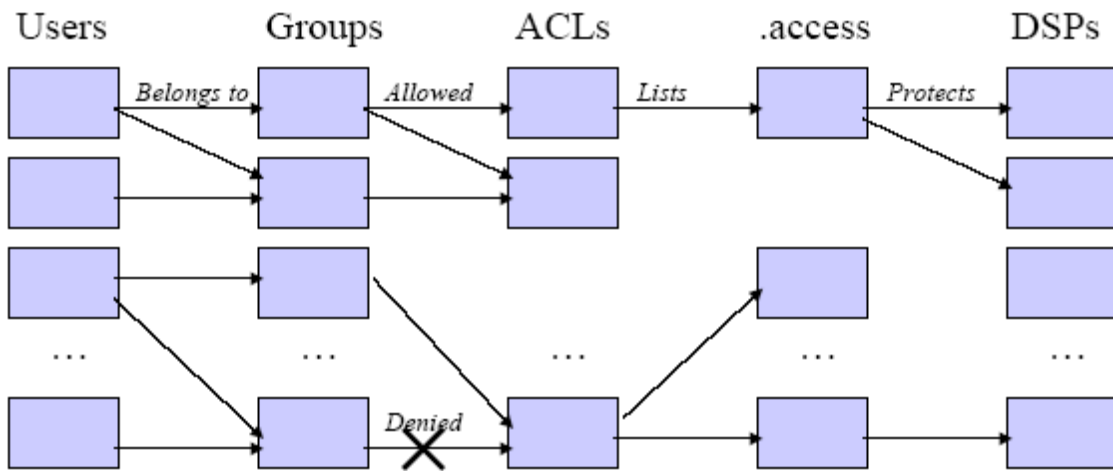 Users Groups ACLs .access DSPs
Belongs to Allowed Lists Protects
... ... ... ... ...
Denied